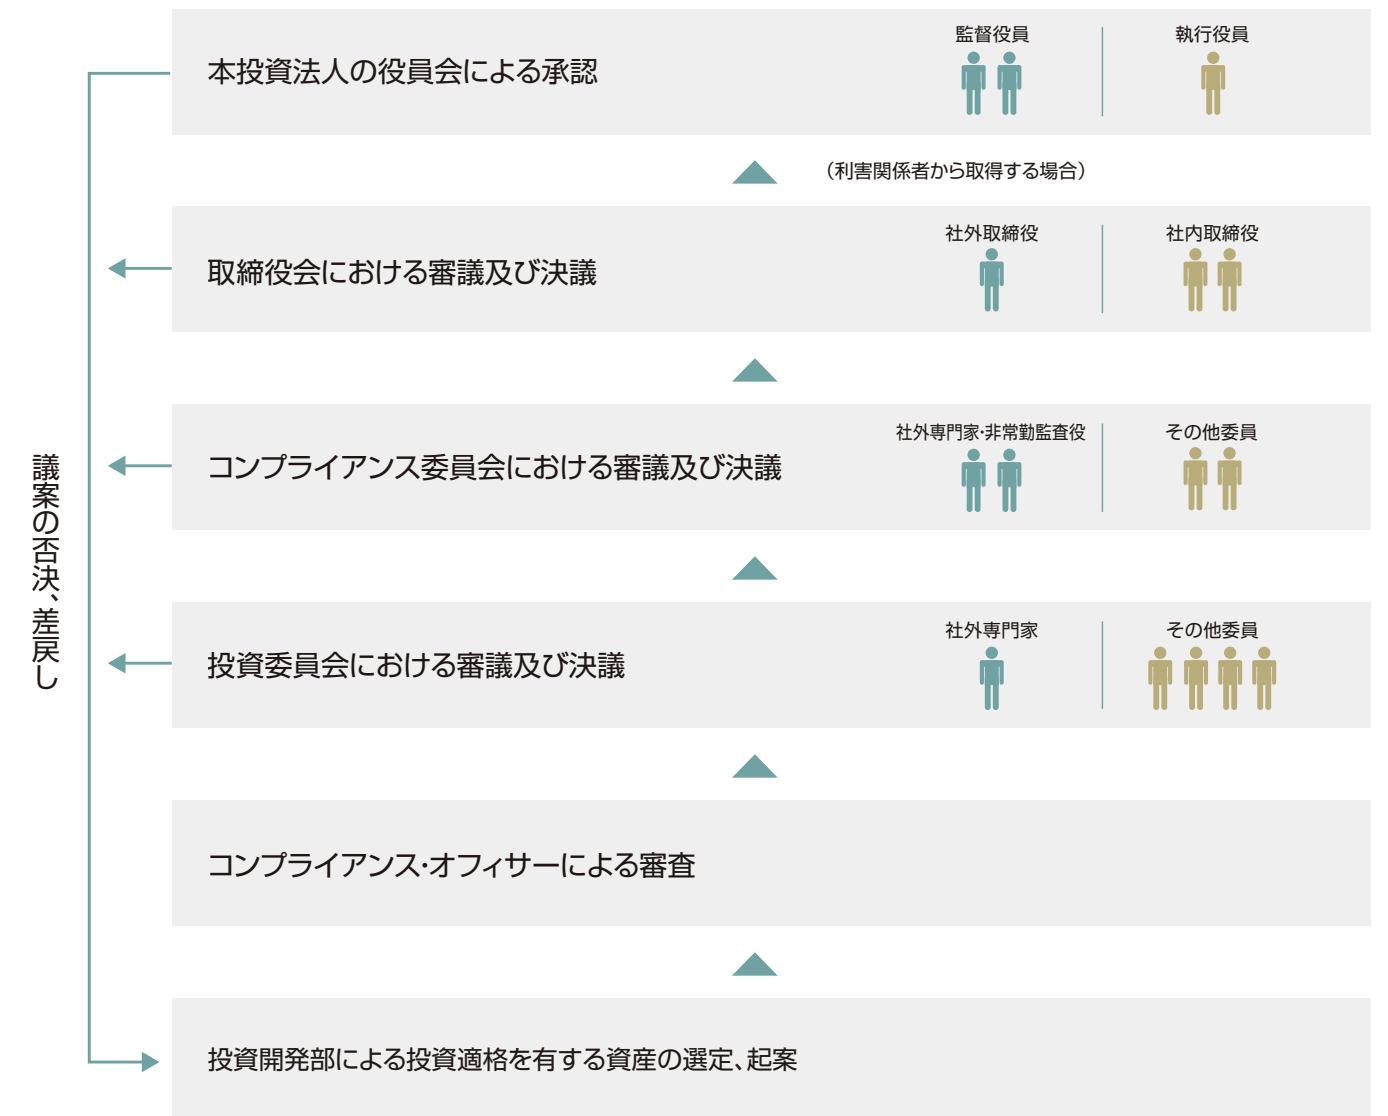 本投資法人の役員会による承認
監督役員
執行役員
（利害関係者から取得する場合）
取締役会における審議及び決議
社外取締役
社内取締役
コンプライアンス委員会における審議及び決議
社外専門家・非常勤監査役
その他委員
投資委員会における審議及び決議
社外専門家
その他委員
コンプライアンス・オフィサーによる審査
投資開発部による投資適格を有する資産の選定、起案
議案の否決、差戻し